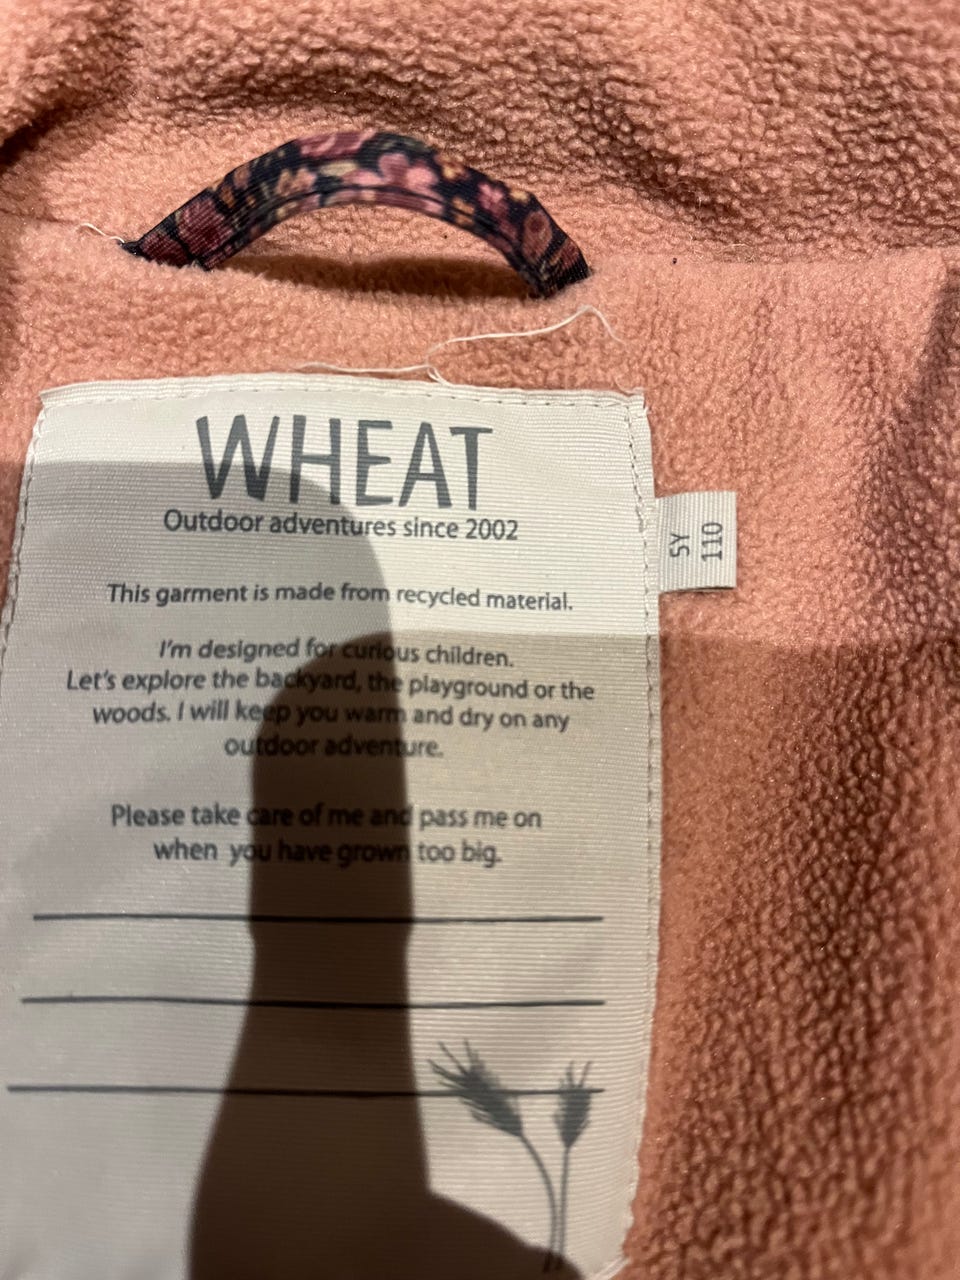 WHEAT
Outdoor adventures since 2002
5Y
110
This garment is made from recycled material.
I'm designed for curious children.
Let's explore the backyard, the playground or the
woods. I will keep you warm and dry on any
outdoor adventure.
Please take care of me and pass me on
when you have grown too big.